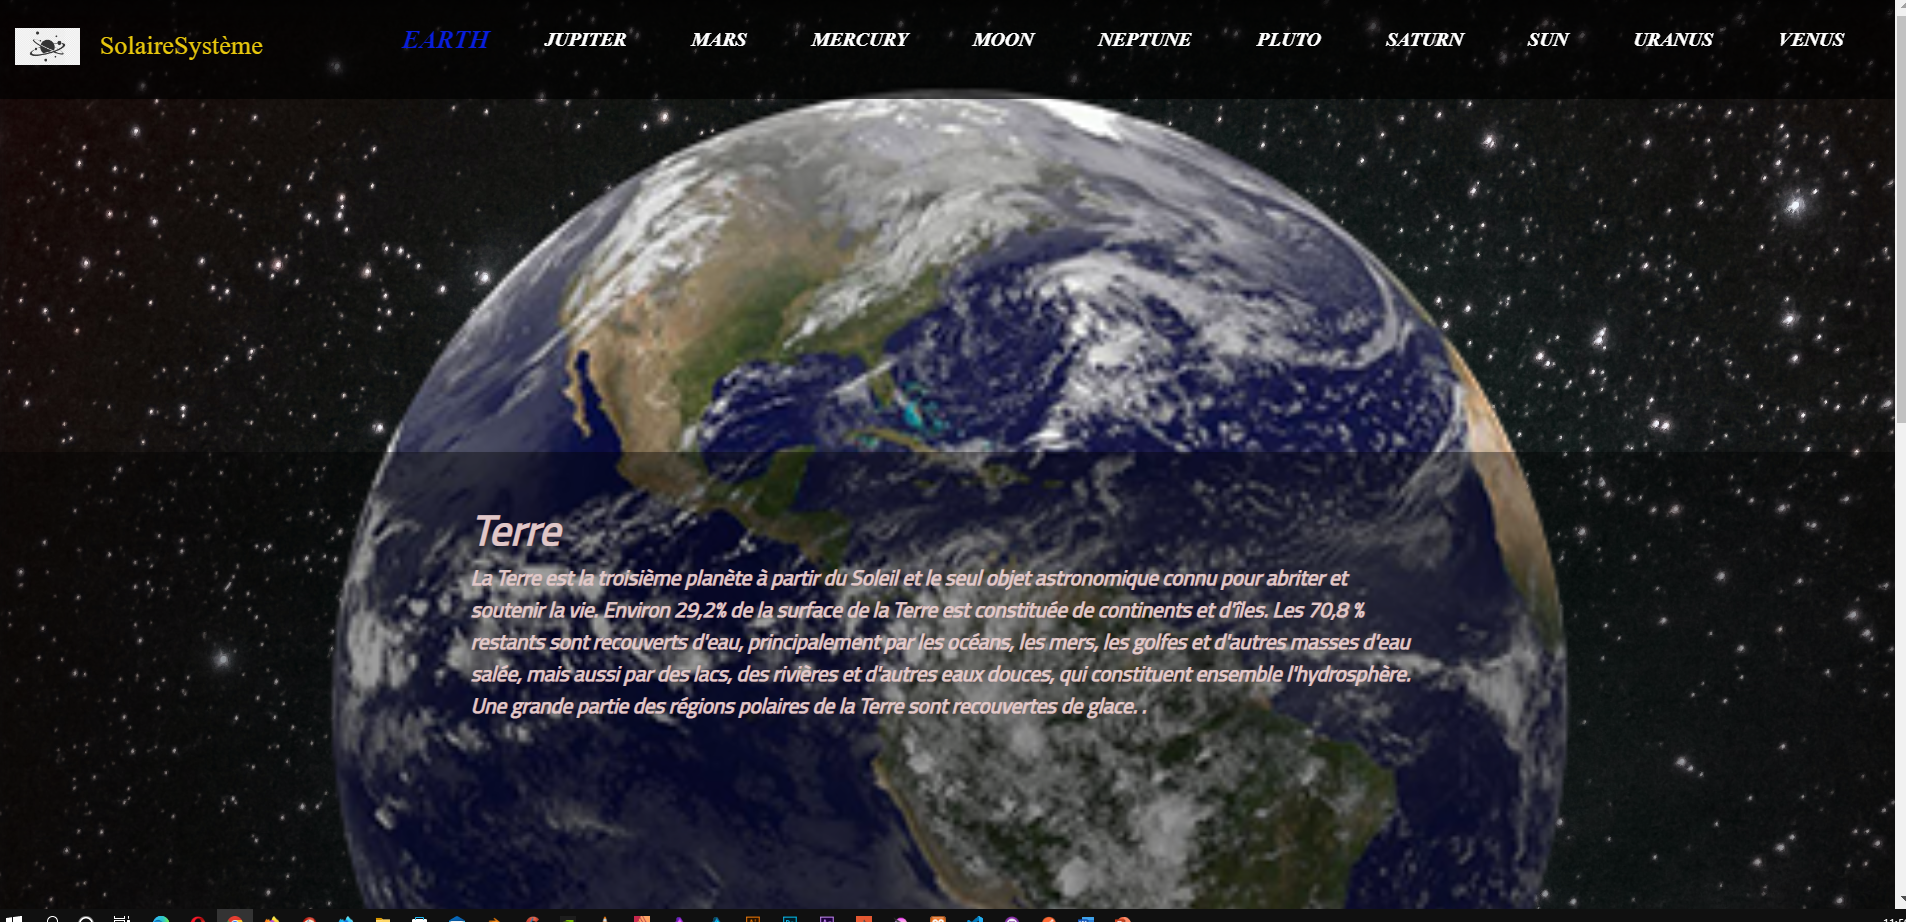 SolaireSystème
EARTH JUPITER MARS MERCURY MOON NEPTUNE PLUTO SATURN SUN URANUS VENUS
Terre
La Terre est la troisième planète à partir du Soleil et le seul objet astronomique connu pour abriter et
soutenir la vie. Environ 29,2% de la surface de la Terre est constituée de continents et d'îles. Les 70,8 %
restants sont recouverts d'eau, principalement par les océans, les mers, les golfes et d'autres masses d'eau
salée, mais aussi par des lacs, des rivières et d'autres eaux douces, qui constituent ensemble l'hydrosphère.
Une grande partie des régions polaires de la Terre sont recouvertes de glace. .